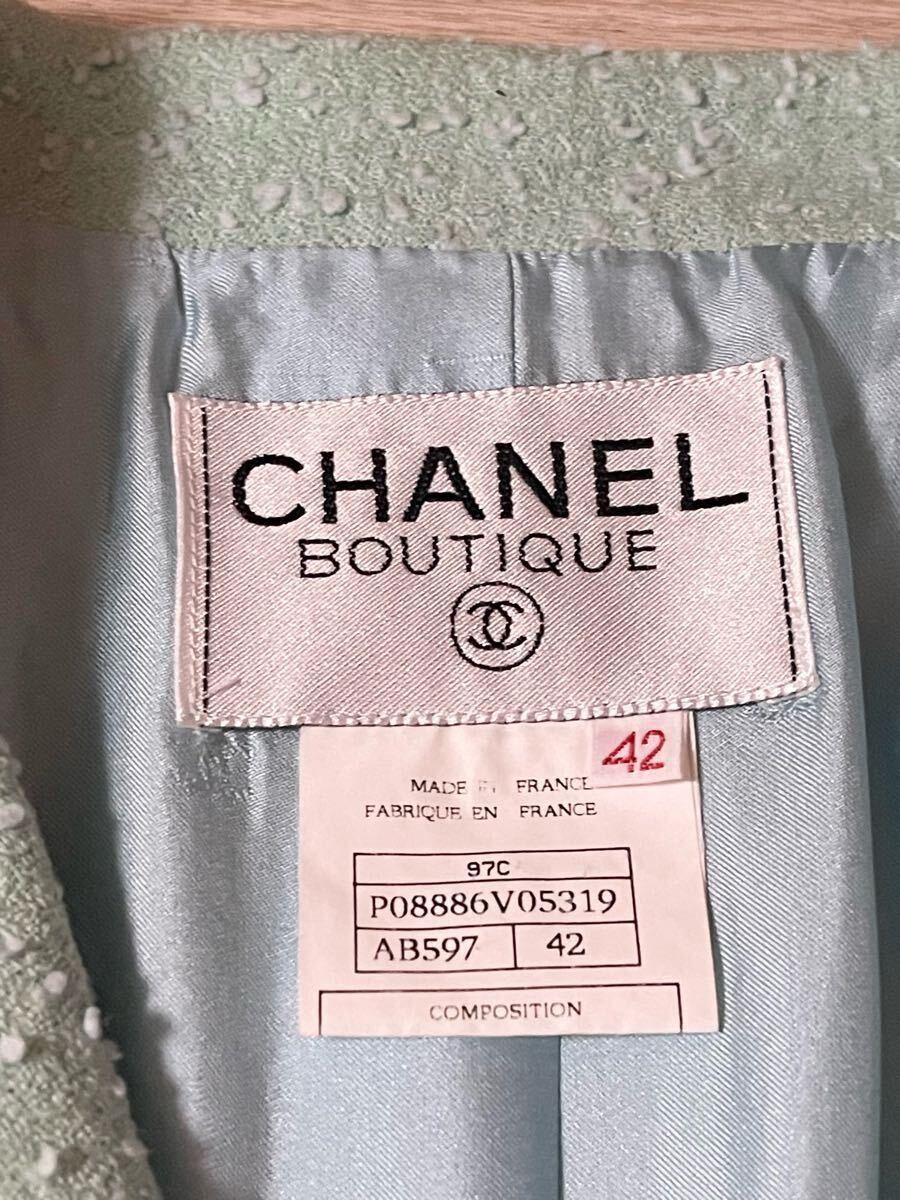 CHANEL
BOUTIQUE
42
MADE IN FRANCE
FABRIQUE EN FRANCE
97C
P08886V05319
AB597 42
COMPOSITION